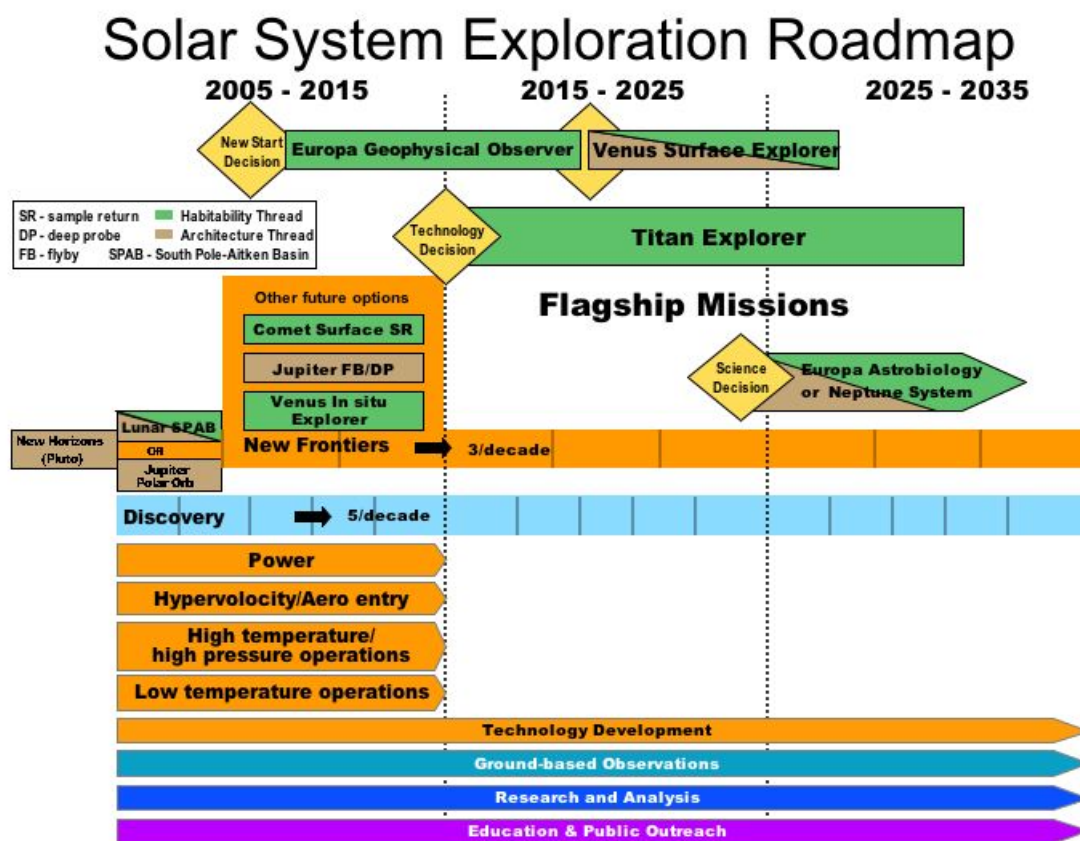 Solar System Exploration Roadmap
2005 - 2015
2015 - 2025
2025 - 2035
New Start
Decision
Europa Geophysical Observer
Venus Surface Explorer
SR - sample return
Habitability Thread
DP - deep probe
Architecture Thread
FB - flyby
SPAB - South Pole-Aitken Basin
Technology
Decision
Titan Explorer
Other future options
Comet Surface SR
Jupiter FB/DP
Venus In situ
Explorer
Flagship Missions
Science
Decision
Europa Astrobiology
or Neptune System
New Horizons
(Pluto)
Lunar SPAB
OR
Jupiter
Polar Orb
New Frontiers
3/decade
Discovery
5/decade
Power
Hypervolocity/Aero entry
High temperature/
high pressure operations
Low temperature operations
Technology Development
Ground-based Observations
Research and Analysis
Education & Public Outreach